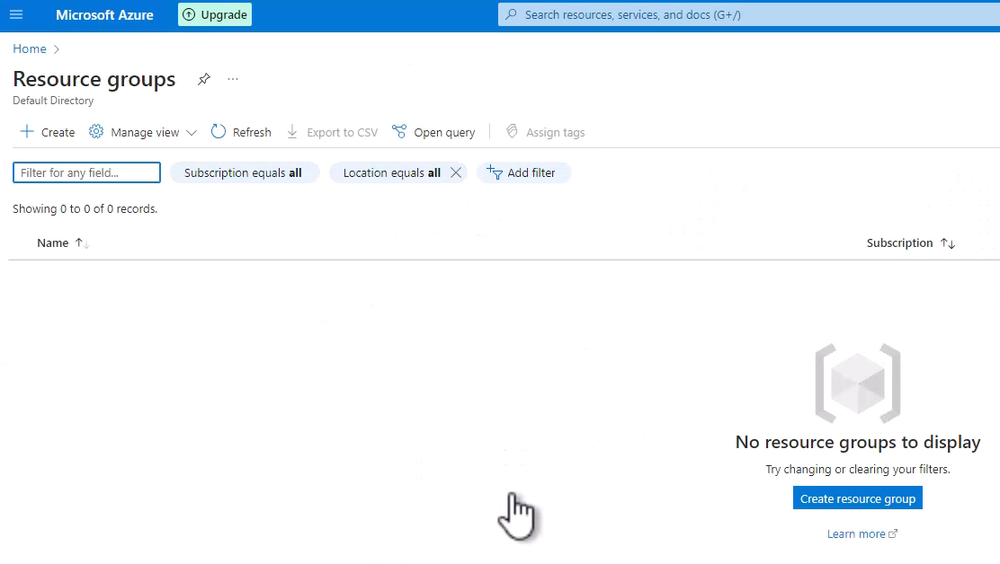 Microsoft Azure
Upgrade
Search resources, services, and docs (G+/)
Home
Resource groups
Default Directory
Create
Manage view
Refresh
Export to CSV
Open query
Assign tags
Filter for any field...
Subscription equals all
Location equals all
Add filter
Showing 0 to 0 of 0 records.
Name
Subscription
No resource groups to display
Try changing or clearing your filters.
Create resource group
Learn more